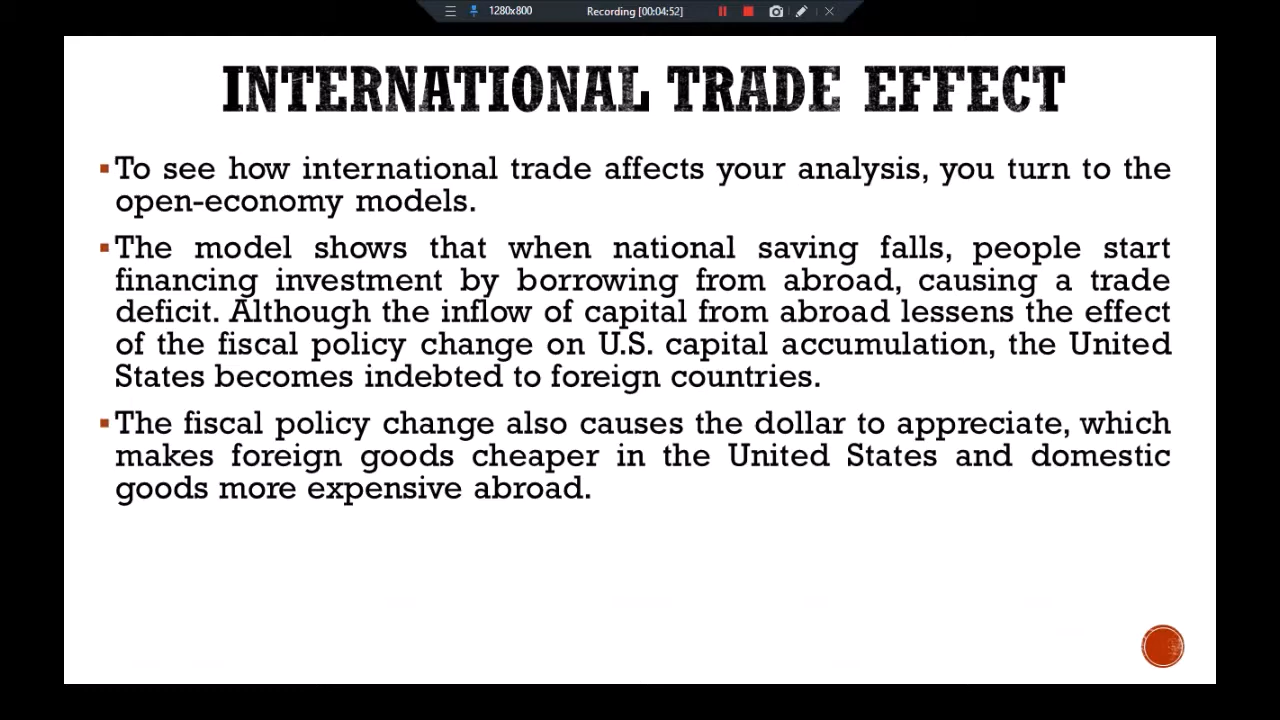 1280x800 Recording [00:04:52]
INTERNATIONAL TRADE EFFECT
▪To see how international trade affects your analysis, you turn to the
open-economy models.
▪The model shows that when national saving falls, people start
financing investment by borrowing from abroad, causing a trade
deficit. Although the inflow of capital from abroad lessens the effect
of the fiscal policy change on U.S. capital accumulation, the United
States becomes indebted to foreign countries.
▪The fiscal policy change also causes the dollar to appreciate, which
makes foreign goods cheaper in the United States and domestic
goods more expensive abroad.